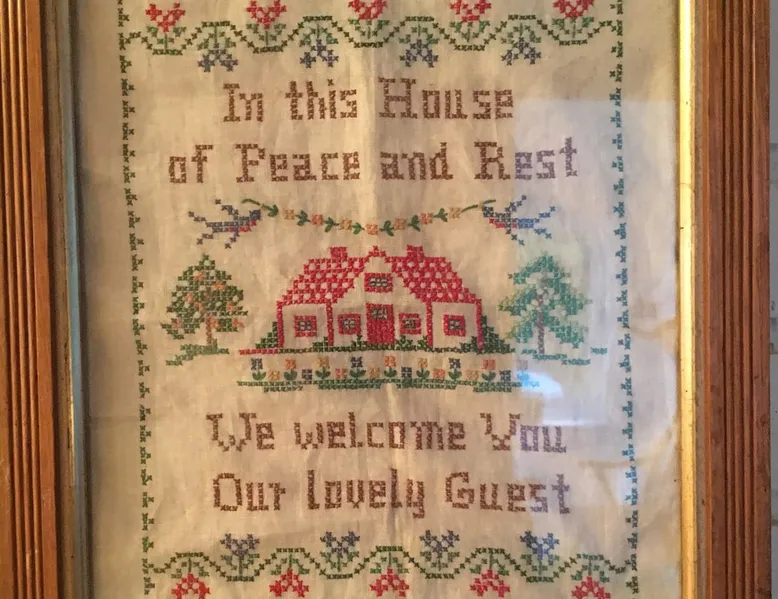 In this House
of Peace and Rest
We welcome You
Our lovely Guest